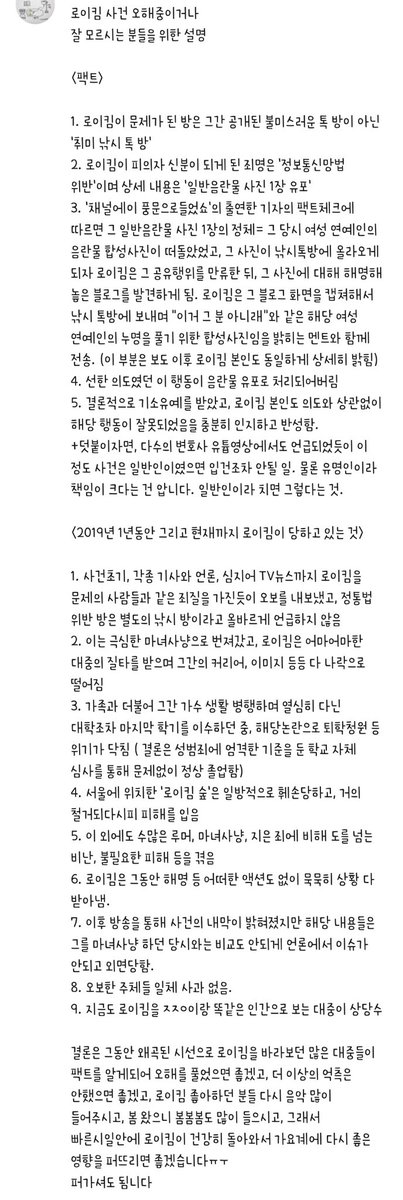 로이킴 사건 오해중이거나
잘 모르시는 분들을 위한 설명
<팩트>
1. 로이킴이 문제가 된 방은 그간 공개된 불미스러운 톡 방이 아닌
'취미 낚시 톡 방'
2. 로이킴이 피의자 신분이 되게 된 죄명은 '정보통신망법
위반'이며 상세 내용은 '일반음란물 사진 1장 유포'
3. '채널에이 풍문으로들었쇼'의 출연한 기자의 팩트체크에
따르면 그 일반음란물 사진 1장의 정체= 그 당시 여성 연예인의
음란물 합성사진이 떠돌았었고, 그 사진이 낚시톡방에 올라오게
되자 로이킴은 그 공유행위를 만류한 뒤, 그 사진에 대해 해명해
놓은 블로그를 발견하게 됨. 로이킴은 그 블로그 화면을 캡쳐해서
낚시 톡방에 보내며 "이거 그 분 아니래"와 같은 해당 여성
연예인의 누명을 풀기 위한 합성사진임을 밝히는 멘트와 함께
전송. (이 부분은 보도 이후 로이킴 본인도 동일하게 상세히 밝힘)
4. 선한 의도였던 이 행동이 음란물 유포로 처리되어버림
5. 결론적으로 기소유예를 받았고, 로이킴 본인도 의도와 상관없이
해당 행동이 잘못되었음을 충분히 인지하고 반성함.
+덧붙이자면, 다수의 변호사 유튭영상에서도 언급되었듯이 이
정도 사건은 일반인이였으면 입건조차 안될 일. 물론 유명인이라
책임이 크다는 건 압니다. 일반인이라 치면 그렇다는 것.
<2019년 1년동안 그리고 현재까지 로이킴이 당하고 있는 것>
1. 사건초기, 각종 기사와 언론, 심지어 TV뉴스까지 로이킴을
문제의 사람들과 같은 죄질을 가진듯이 오보를 내보냈고, 정통법
위반 방은 별도의 낚시 방이라고 올바르게 언급하지 않음
2. 이는 극심한 마녀사냥으로 번져갔고, 로이킴은 어마어마한
대중의 질타를 받으며 그간의 커리어, 이미지 등등 다 나락으로
떨어짐
3. 가족과 더불어 그간 가수 생활 병행하며 열심히 다닌
대학조차 마지막 학기를 이수하던 중, 해당논란으로 퇴학청원 등
위기가 닥침 ( 결론은 성범죄에 엄격한 기준을 둔 학교 자체
심사를 통해 문제없이 정상 졸업함)
4. 서울에 위치한 '로이킴 숲'은 일방적으로 훼손당하고, 거의
철거되다시피 피해를 입음
5. 이 외에도 수많은 루머, 마녀사냥, 지은 죄에 비해 도를 넘는
비난, 불필요한 피해 등을 겪음
6. 로이킴은 그동안 해명 등 어떠한 액션도 없이 묵묵히 상황 다
받아냄.
7. 이후 방송을 통해 사건의 내막이 밝혀졌지만 해당 내용들은
그를 마녀사냥 하던 당시와는 비교도 안되게 언론에서 이슈가
안되고 외면당함.
8. 오보한 주체들 일체 사과 없음.
9. 지금도 로이킴을 ㅈㅈㅇ이랑 똑같은 인간으로 보는 대중이 상당수
결론은 그동안 왜곡된 시선으로 로이킴을 바라보던 많은 대중들이
팩트를 알게되어 오해를 풀었으면 좋겠고, 더 이상의 억측은
안했으면 좋겠고, 로이킴 좋아하던 분들 다시 음악 많이
들어주시고, 봄 왔으니 봄봄봄도 많이 들으시고, 그래서
빠른시일안에 로이킴이 건강히 돌아와서 가요계에 다시 좋은
영향을 퍼뜨리면 좋겠습니다ㅠㅜ
퍼가셔도 됩니다